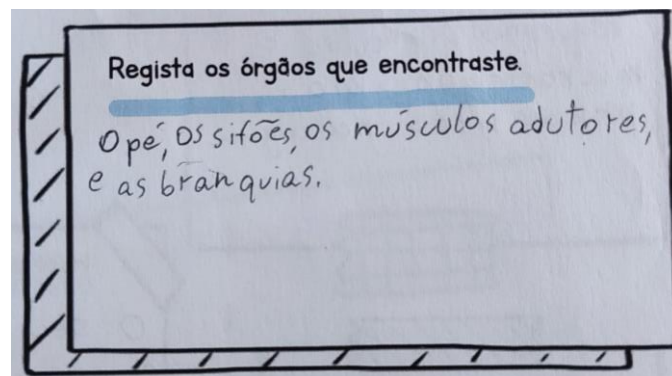 Regista os órgãos que encontraste.
O pé, os sifões, os músculos adutores,
e as branquias.